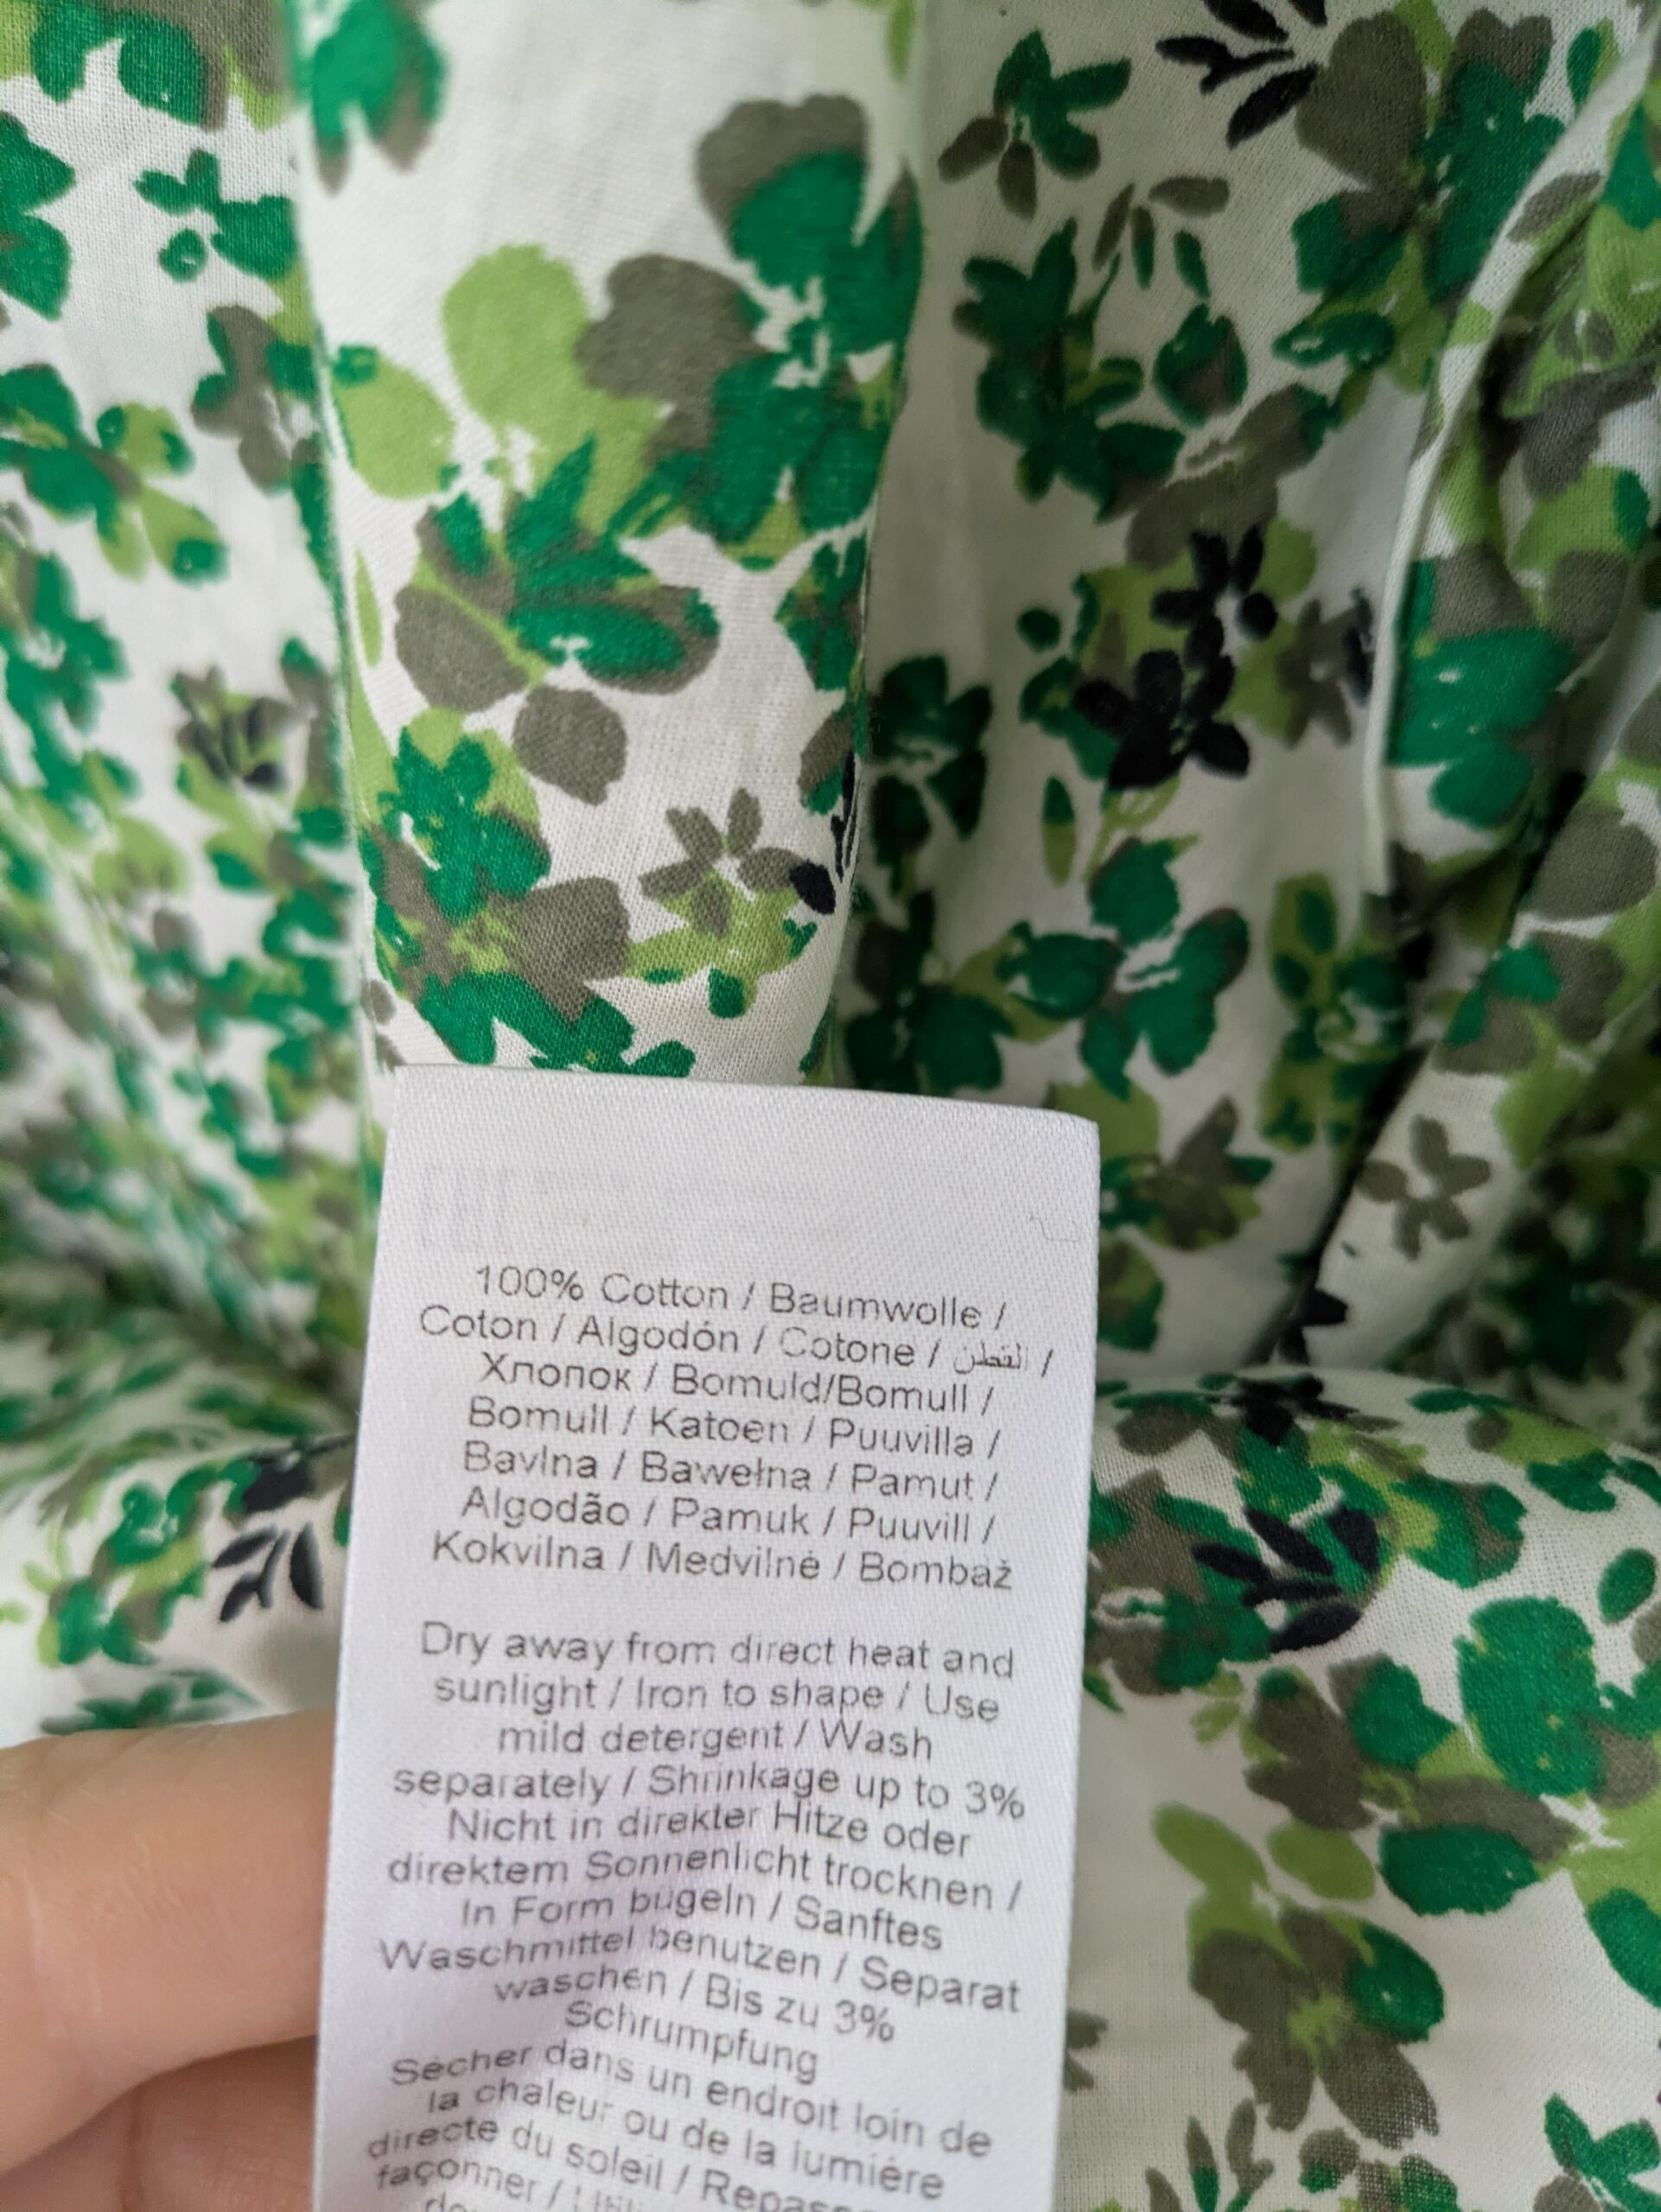 100% Cotton / Baumwolle /
Coton / Algodón / Cotone / القطن /
Хлопок / Bomuld/Bomull /
Bomull / Katoen / Puuvilla /
Bavlna / Bawełna / Pamut /
Algodão / Pamuk / Puuvill /
Kokvilna / Medvilnė / Bombaž
Dry away from direct heat and
sunlight / Iron to shape / Use
mild detergent / Wash
separately / Shrinkage up to 3%
Nicht in direkter Hitze oder
direktem Sonnenlicht trocknen /
In Form bügeln / Sanftes
Waschmittel benutzen / Separat
waschen / Bis zu 3%
Schrumpfung
Sécher dans un endroit loin de
la chaleur ou de la lumière
directe du soleil /
façonner /